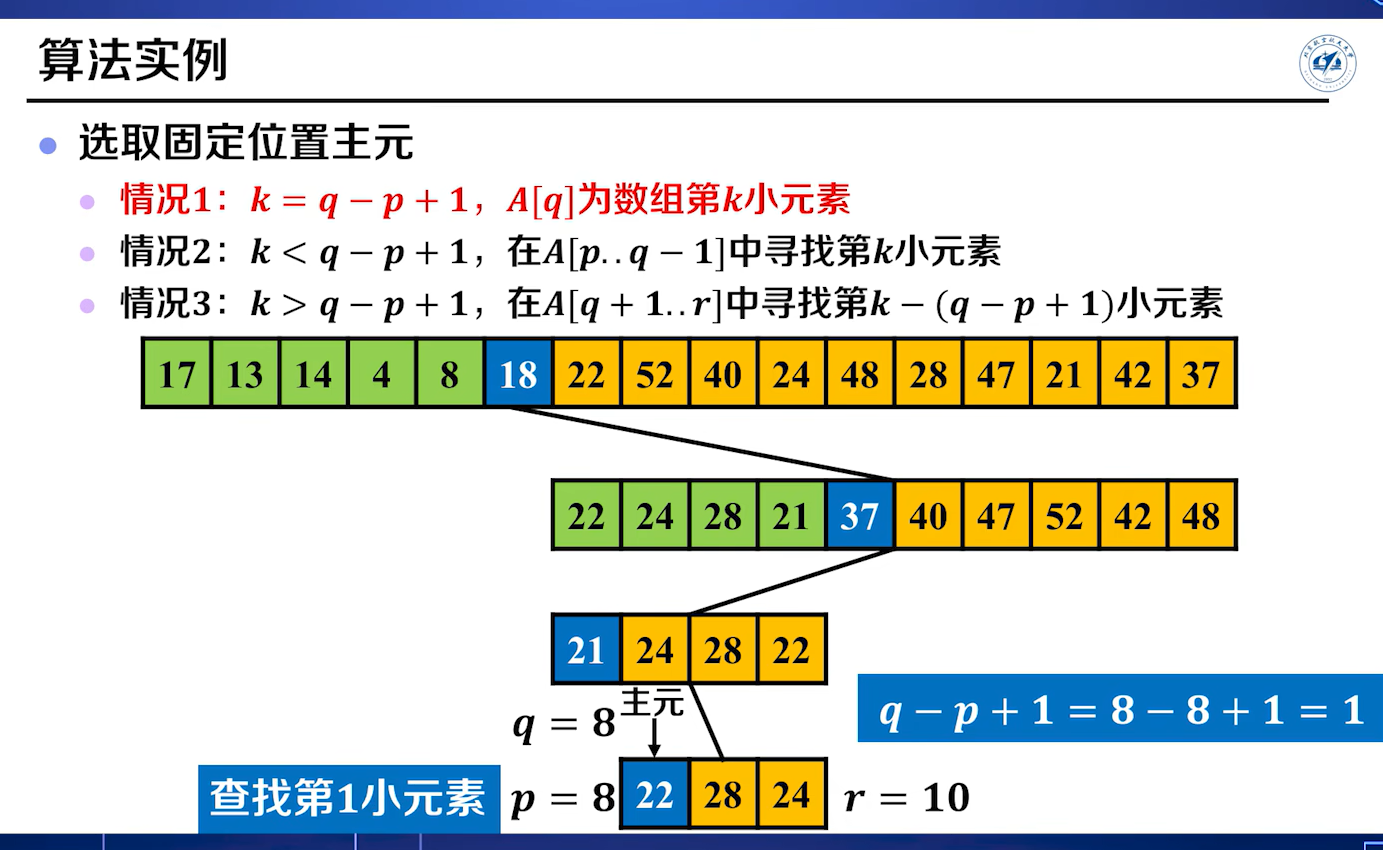 算法实例
选取固定位置主元
情况1：k = q − p + 1，A[q]为数组第k小元素
情况2：k < q − p + 1，在A[p..q − 1]中寻找第k小元素
情况3：k > q − p + 1，在A[q + 1..r]中寻找第k − (q − p + 1)小元素
17 13 14 4 8 18 22 52 40 24 48 28 47 21 42 37
22 24 28 21 37 40 47 52 42 48
21 24 28 22
主元
q = 8
q − p + 1 = 8 − 8 + 1 = 1
查找第1小元素 p = 8 22 28 24 r = 10